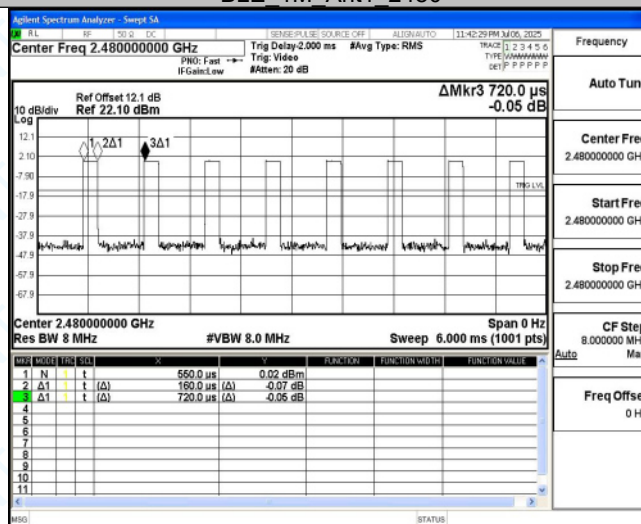 Agilent Spectrum Analyzer - Swept SA
RL RF 50 Ω DC SENSE:PULSE SOURCE OFF ALIGNAUTO 11:42:29 PM Jul 06, 2025
Center Freq 2.480000000 GHz
PNO: Fast
IFGain:Low
Trig Delay-2.000 ms
Trig: Video
#Atten: 20 dB
#Avg Type: RMS
TRACE 1 2 3 4 5 6
TYPE
DET P P P P P P
Frequency
Ref Offset 12.1 dB
10 dB/div Ref 22.10 dBm
Log
ΔMkr3 720.0 µs
-0.05 dB
12.1
2.10
-7.90
-17.9
-27.9
-37.9
-47.9
-57.9
-67.9
1 2Δ1 3Δ1
TRIG LVL
Center 2.480000000 GHz
Res BW 8 MHz
#VBW 8.0 MHz
Span 0 Hz
Sweep 6.000 ms (1001 pts)
MKR MODE TRC SCL X Y FUNCTION FUNCTION WIDTH FUNCTION VALUE
1 N 1 t 550.0 µs 0.02 dBm
2 Δ1 1 t (Δ) 160.0 µs (Δ) -0.07 dB
3 Δ1 1 t (Δ) 720.0 µs (Δ) -0.05 dB
4
5
6
7
8
9
10
11
MSG
STATUS
Auto Tun
Center Fre
2.480000000 GH
Start Fre
2.480000000 GH
Stop Fre
2.480000000 GH
CF Ste
8.000000 MH
Auto Ma
Freq Offse
0 H